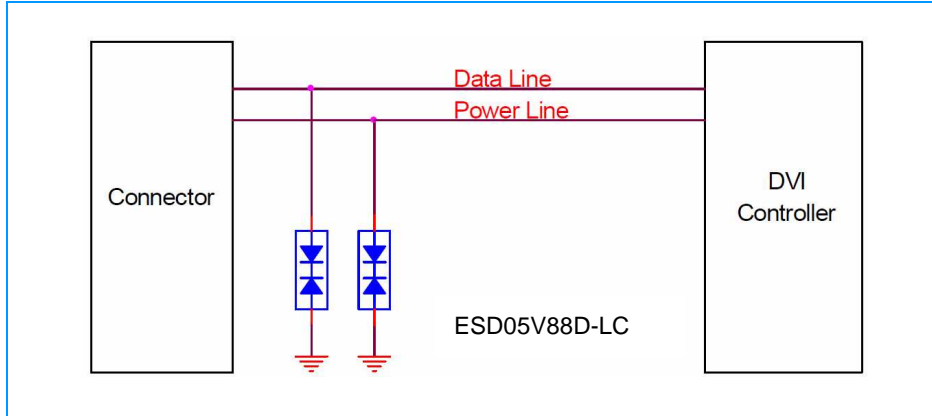 Data Line
Power Line
Connector
DVI
Controller
ESD05V88D-LC